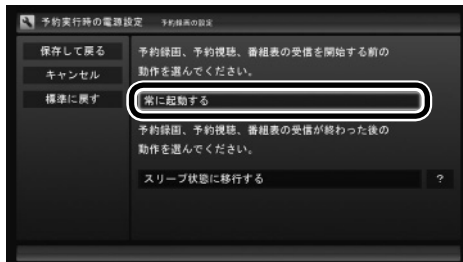 予約実行時の電源設定 予約録画の設定
保存して戻る
キャンセル
標準に戻す
予約録画、予約視聴、番組表の受信を開始する前の
動作を選んでください。
常に起動する
予約録画、予約視聴、番組表の受信が終わった後の
動作を選んでください。
スリープ状態に移行する ?